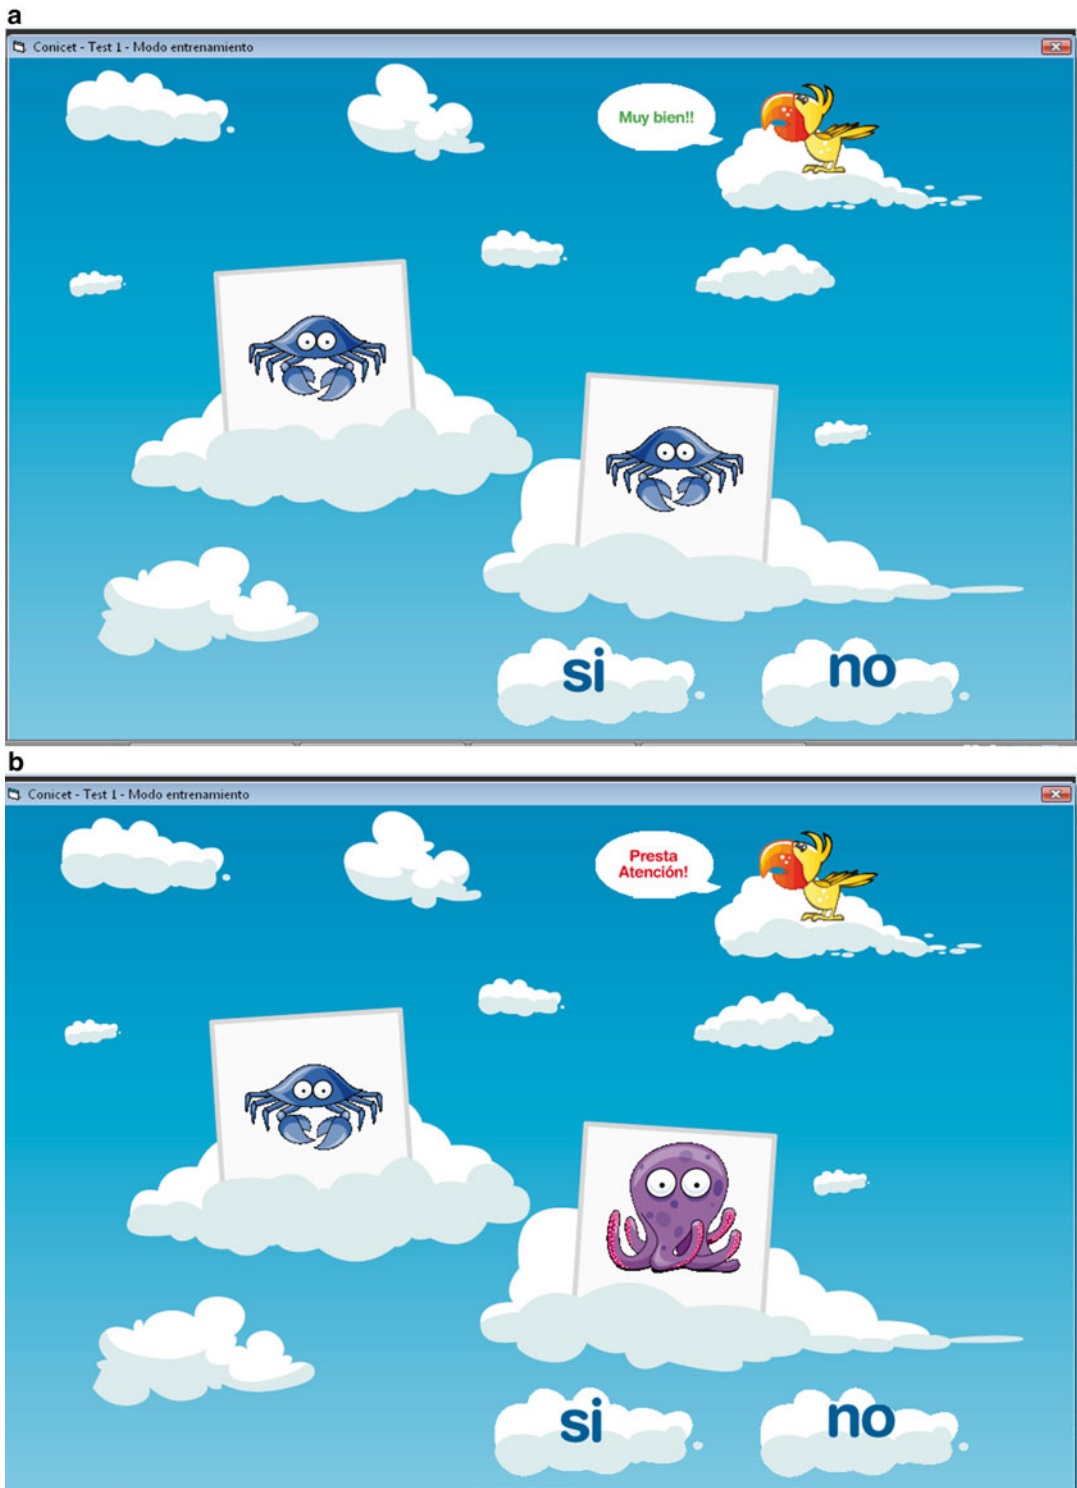 a
Conicet - Test 1 - Modo entrenamiento
Muy bien!!
si
no
b
Conicet - Test 1 - Modo entrenamiento
Presta
Atención!
si
no